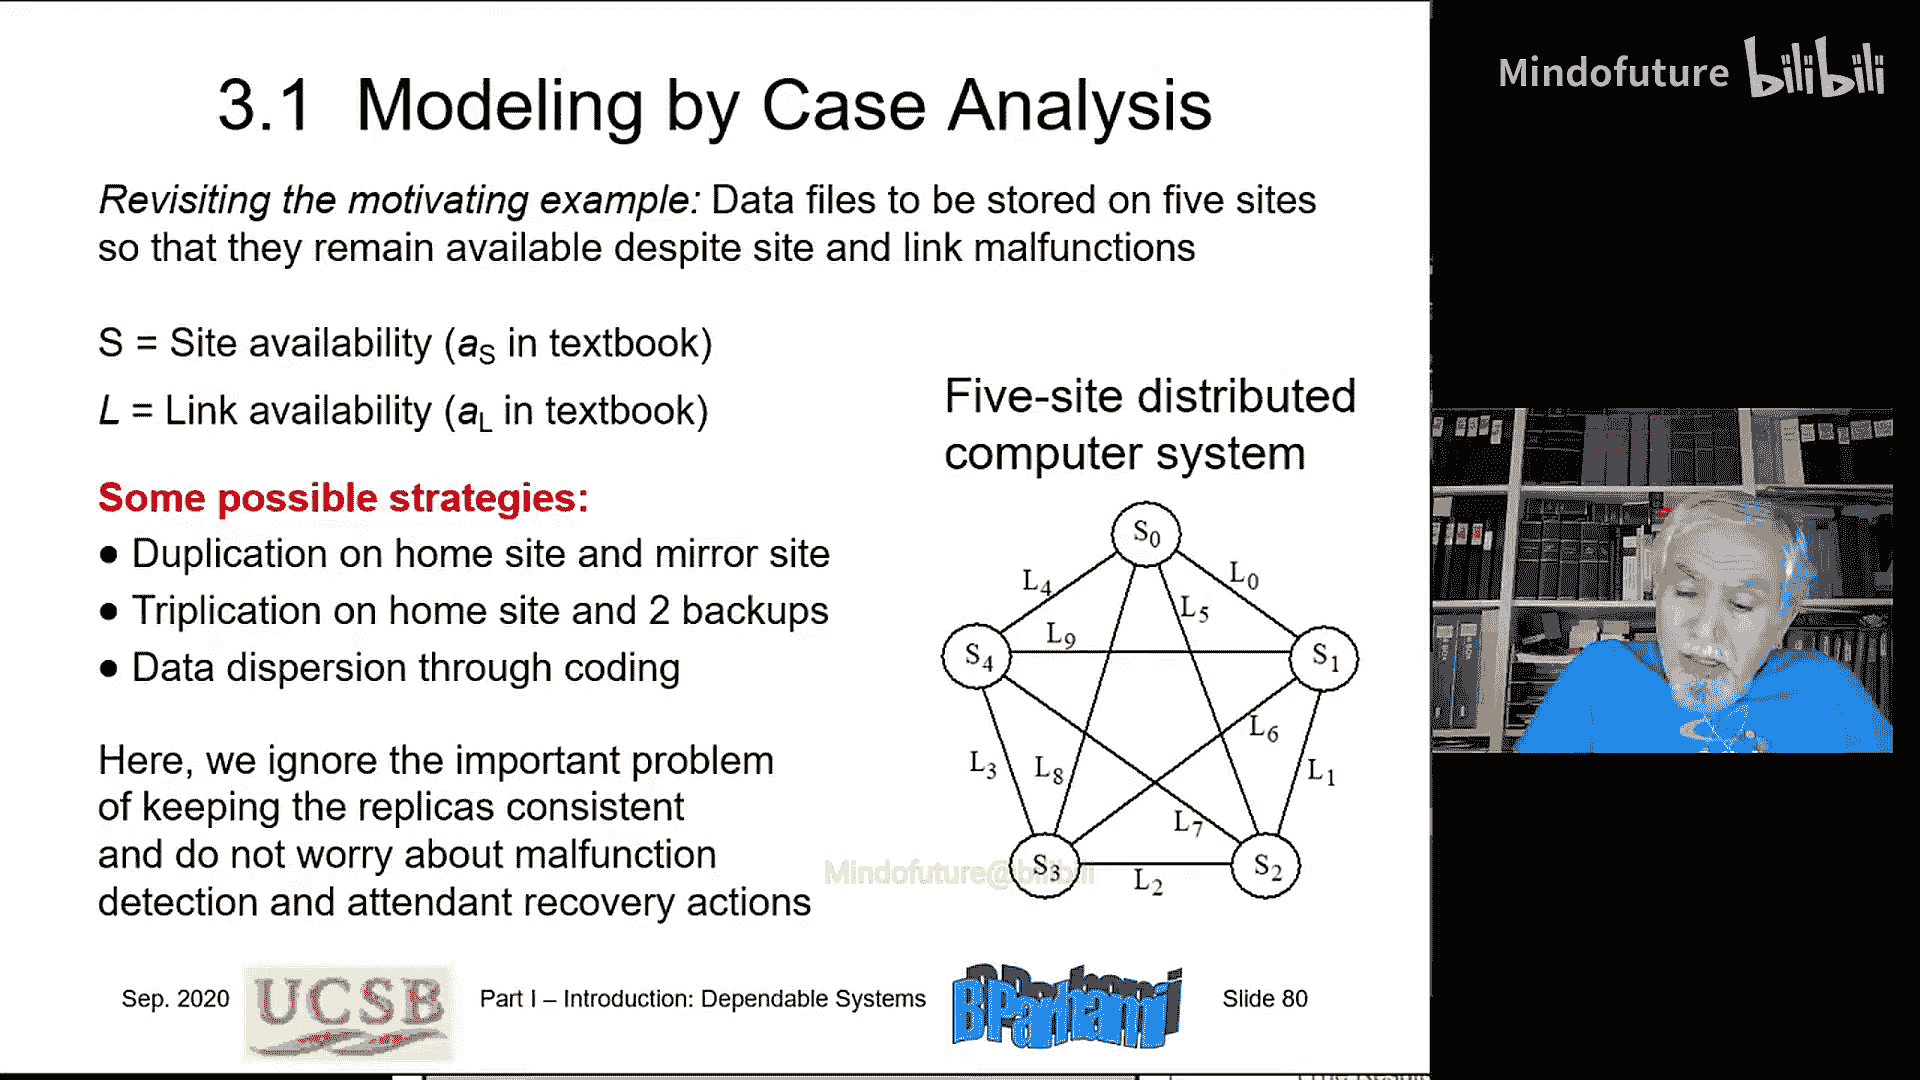 3.1 Modeling by Case Analysis
Revisiting the motivating example: Data files to be stored on five sites
so that they remain available despite site and link malfunctions
S = Site availability (aS in textbook)
L = Link availability (aL in textbook)
Some possible strategies:
● Duplication on home site and mirror site
● Triplication on home site and 2 backups
● Data dispersion through coding
Here, we ignore the important problem
of keeping the replicas consistent
and do not worry about malfunction
detection and attendant recovery actions
Five-site distributed
computer system
S0
L4
L0
L5
L9
S4
S1
L6
L3
L8
L1
L7
S3
S2
L2
Mindofuture@bilibili
Sep. 2020
UCSB
Part I – Introduction: Dependable Systems
B Parhami
Slide 80
Mindofuture bilibili